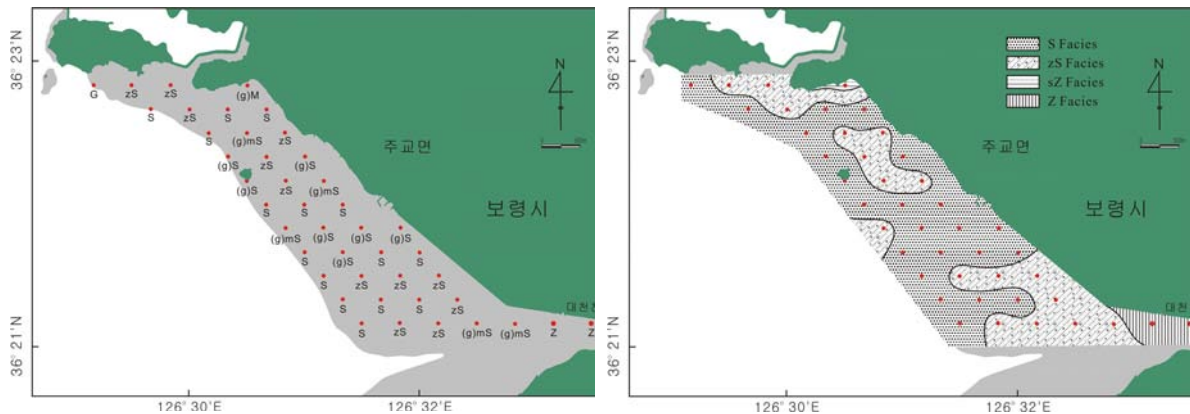 36° 23'N
36° 21'N
126° 30'E
126° 32'E
N
주교면
보령시
대천
G zS zS (g)M
S zS S S
S (g)mS zS
(g)S zS (g)S
(g)S zS (g)mS
S S S
(g)mS (g)S (g)S (g)S
S (g)S S S
S zS zS zS
S S S zS
S zS zS (g)mS (g)mS Z Z
36° 23'N
36° 21'N
126° 30'E
126° 32'E
S Facies
zS Facies
sZ Facies
Z Facies
N
주교면
보령시
대천